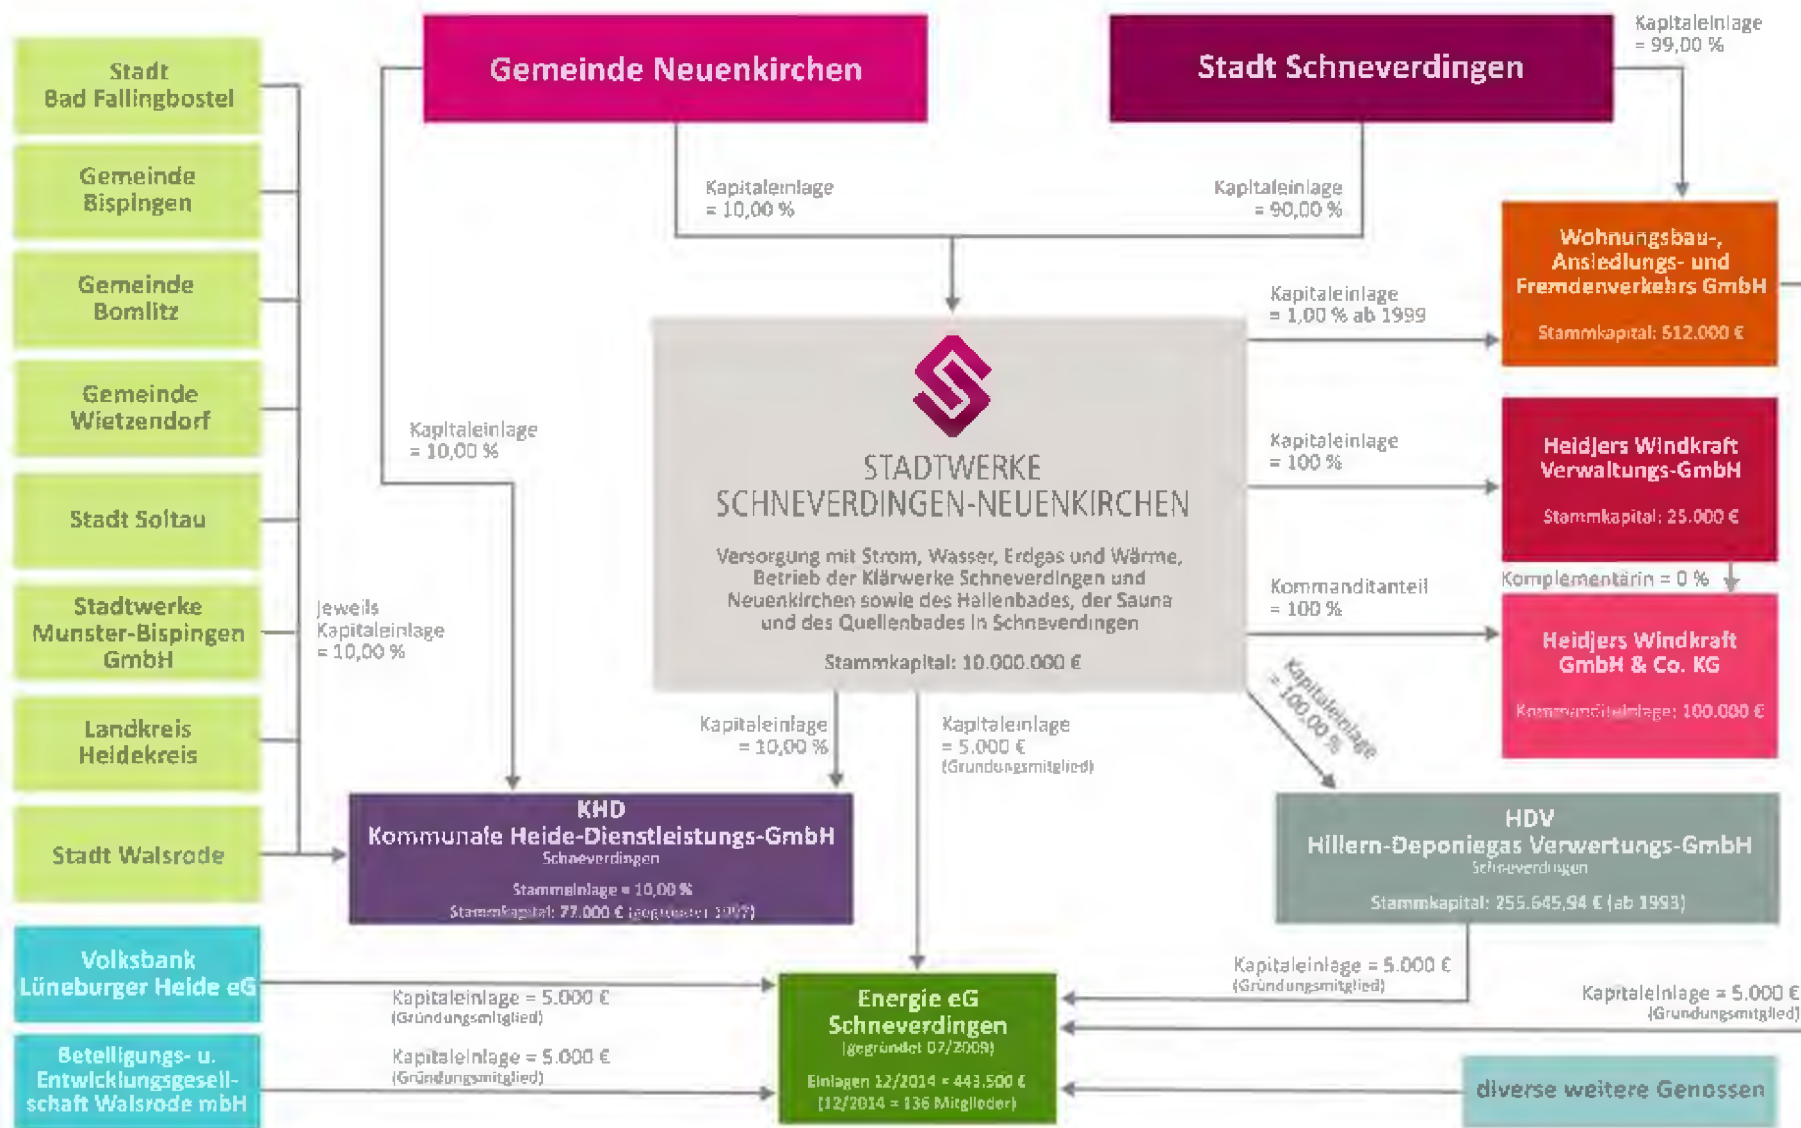 Stadt
Bad Fallingbostel
Gemeinde
Bispingen
Gemeinde
Bomlitz
Gemeinde
Wietzendorf
Stadt Soltau
Stadtwerke
Munster-Bispingen
GmbH
Landkreis
Heidekreis
Stadt Walsrode
Jeweils
Kapitaleinlage
= 10,00 %
Gemeinde Neuenkirchen
Stadt Schneverdingen
Kapitaleinlage
= 99,00 %
Kapitaleinlage
= 10,00 %
Kapitaleinlage
= 90,00 %
Kapitaleinlage
= 10,00 %
Wohnungsbau-,
Ansiedlungs- und
Fremdenverkehrs GmbH
Stammkapital: 512.000 €
Kapitaleinlage
= 1,00 % ab 1999
STADTWERKE
SCHNEVERDINGEN-NEUENKIRCHEN
Versorgung mit Strom, Wasser, Erdgas und Wärme,
Betrieb der Klärwerke Schneverdingen und
Neuenkirchen sowie des Hallenbades, der Sauna
und des Quellenbades in Schneverdingen
Stammkapital: 10.000.000 €
Kapitaleinlage
= 100 %
Heidjers Windkraft
Verwaltungs-GmbH
Stammkapital: 25.000 €
Komplementärin = 0 %
Kommanditanteil
= 100 %
Heidjers Windkraft
GmbH & Co. KG
Kommanditeinlage: 100.000 €
Kapitaleinlage
= 10,00 %
Kapitaleinlage
= 5.000 €
(Gründungsmitglied)
Kapitaleinlage
= 100,00 %
KHD
Kommunale Heide-Dienstleistungs-GmbH
Schneverdingen
Stammeinlage = 10,00 %
Stammkapital: 77.000 € (gegründet 1997)
HDV
Hillern-Deponiegas Verwertungs-GmbH
Schneverdingen
Stammkapital: 255.645,94 € (ab 1993)
Volksbank
Lüneburger Heide eG
Kapitaleinlage = 5.000 €
(Gründungsmitglied)
Beteiligungs- u.
Entwicklungsgesell-
schaft Walsrode mbH
Kapitaleinlage = 5.000 €
(Gründungsmitglied)
Energie eG
Schneverdingen
(gegründet 07/2009)
Einlagen 12/2014 = 443.500 €
(12/2014 = 136 Mitglieder)
Kapitaleinlage = 5.000 €
(Gründungsmitglied)
Kapitaleinlage = 5.000 €
(Gründungsmitglied)
diverse weitere Genossen